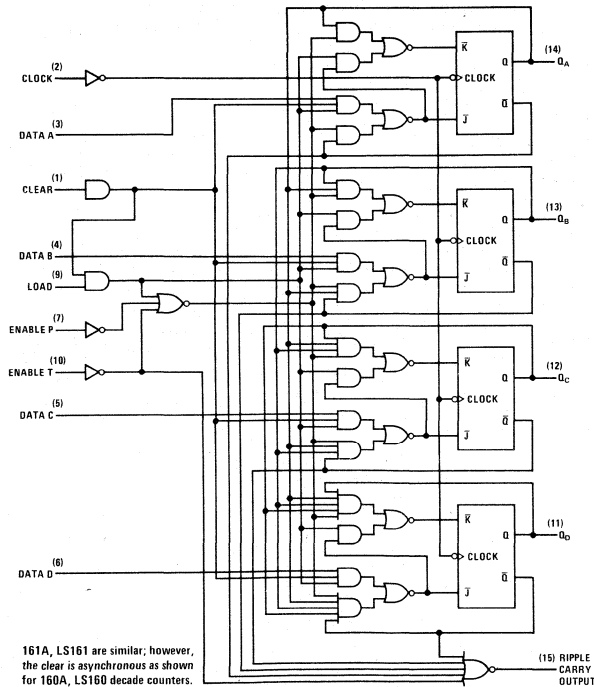 (2)
CLOCK
(3)
DATA A
(1)
CLEAR
(4)
DATA B
(9)
LOAD
(7)
ENABLE P
(10)
ENABLE T
(5)
DATA C
(6)
DATA D
K̅
Q
(14)
QA
CLOCK
Q̅
J̅
K̅
Q
(13)
QB
CLOCK
Q̅
J̅
K̅
Q
(12)
QC
CLOCK
Q̅
J̅
K̅
Q
(11)
QD
CLOCK
Q̅
J̅
(15) RIPPLE
CARRY
OUTPUT
161A, LS161 are similar; however,
the clear is asynchronous as shown
for 160A, LS160 decade counters.